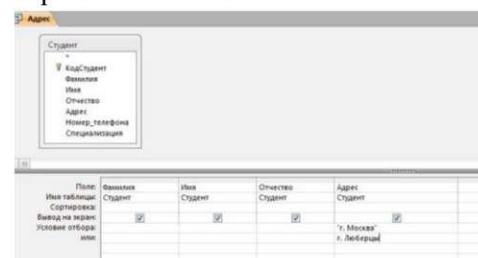 Адрес
Студент
*
КодСтудент
Фамилия
Имя
Отчество
Адрес
Номер_телефона
Специализация
Поле: Фамилия Имя Отчество Адрес
Имя таблицы: Студент Студент Студент Студент
Сортировка:
Вывод на экран:
Условие отбора: "г. Москва"
или: г. Люберцы